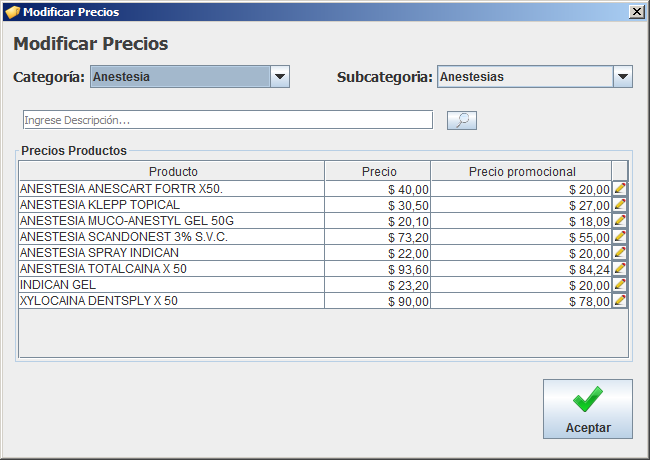 Modificar Precios
Modificar Precios
Categoría: Anestesia Subcategoria: Anestesias
Ingrese Descripción...
Precios Productos
Producto Precio Precio promocional
ANESTESIA ANESCART FORTR X50. $ 40,00 $ 20,00
ANESTESIA KLEPP TOPICAL $ 30,50 $ 27,00
ANESTESIA MUCO-ANESTYL GEL 50G $ 20,10 $ 18,09
ANESTESIA SCANDONEST 3% S.V.C. $ 73,20 $ 55,00
ANESTESIA SPRAY INDICAN $ 22,00 $ 20,00
ANESTESIA TOTALCAINA X 50 $ 93,60 $ 84,24
INDICAN GEL $ 23,20 $ 20,00
XYLOCAINA DENTSPLY X 50 $ 90,00 $ 78,00
Aceptar